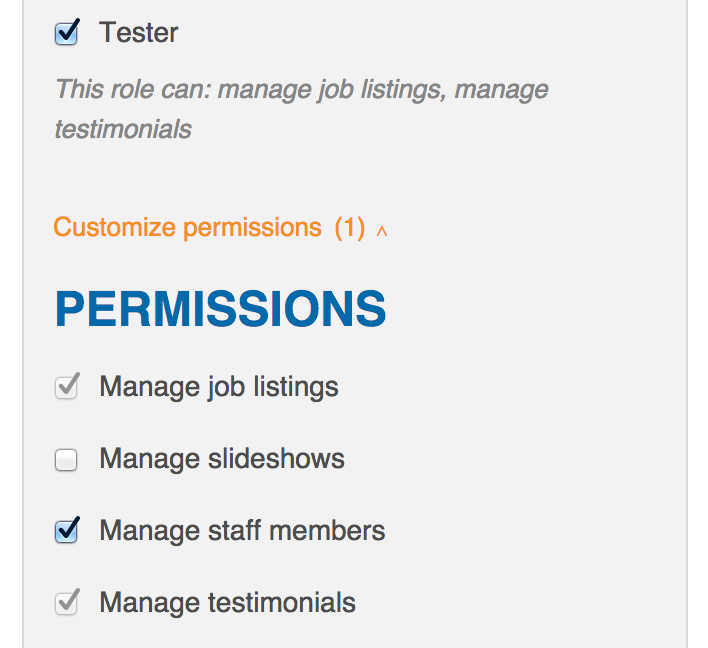 Tester
This role can: manage job listings, manage
testimonials
Customize permissions (1) ^
PERMISSIONS
Manage job listings
Manage slideshows
Manage staff members
Manage testimonials